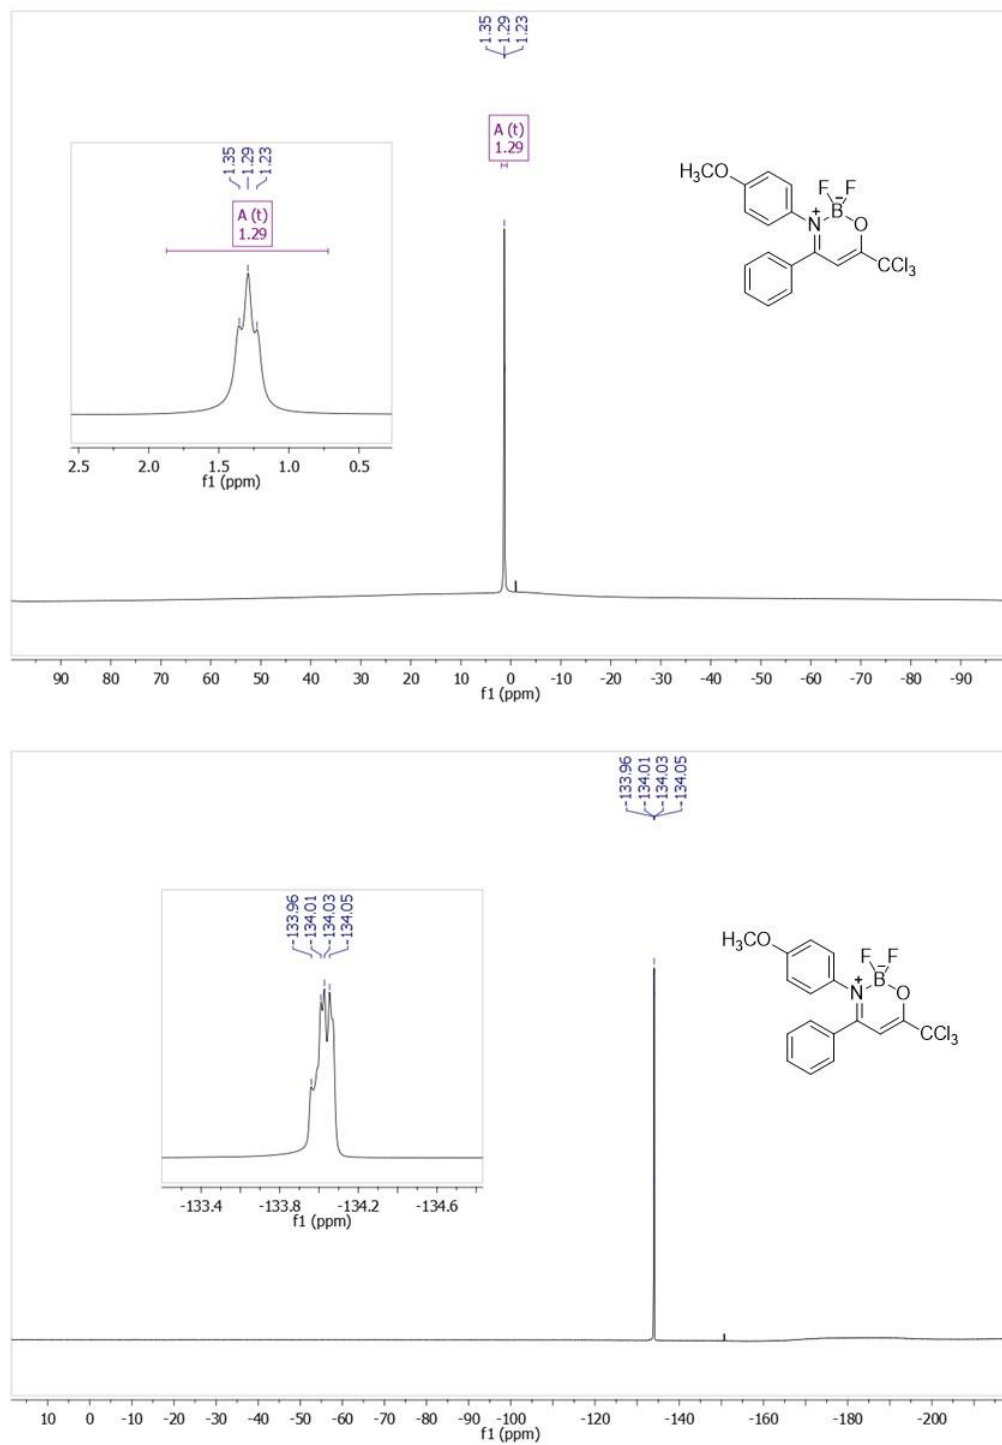 1.35
1.29
1.23
A (t)
1.29
1.35
1.29
1.23
A (t)
1.29
2.5 2.0 1.5 1.0 0.5
f1 (ppm)
H3CO
F F
B
-
+
N
O
CCl3
90 80 70 60 50 40 30 20 10 0 -10 -20 -30 -40 -50 -60 -70 -80 -90
f1 (ppm)
-133.96
-134.01
-134.03
-134.05
-133.96
-134.01
-134.03
-134.05
-133.4 -133.8 -134.2 -134.6
f1 (ppm)
H3CO
F F
B
-
+
N
O
CCl3
10 0 -10 -20 -30 -40 -50 -60 -70 -80 -90 -100 -120 -140 -160 -180 -200
f1 (ppm)